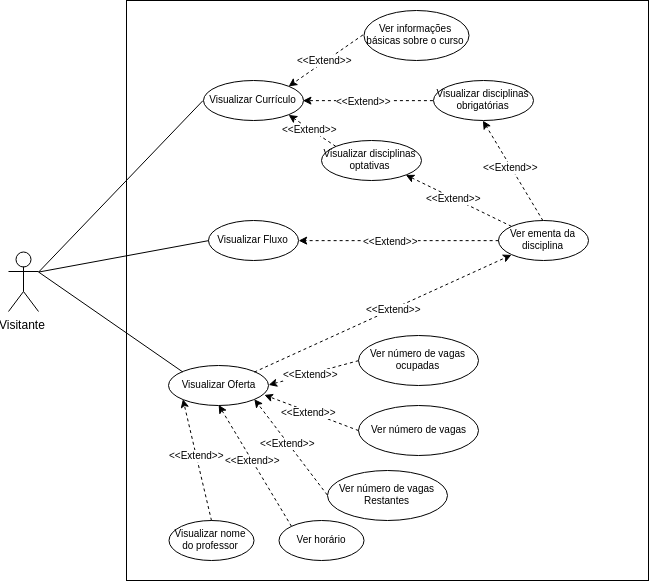 Ver informações
básicas sobre o curso
<<Extend>>
Visualizar Currículo
<<Extend>>
Visualizar disciplinas
obrigatórias
<<Extend>>
Visualizar disciplinas
optativas
<<Extend>>
<<Extend>>
Visualizar Fluxo
<<Extend>>
Ver ementa da
disciplina
Visitante
<<Extend>>
Visualizar Oferta
<<Extend>>
Ver número de vagas
ocupadas
<<Extend>>
Ver número de vagas
<<Extend>>
<<Extend>>
<<Extend>>
Ver número de vagas
Restantes
Visualizar nome
do professor
Ver horário